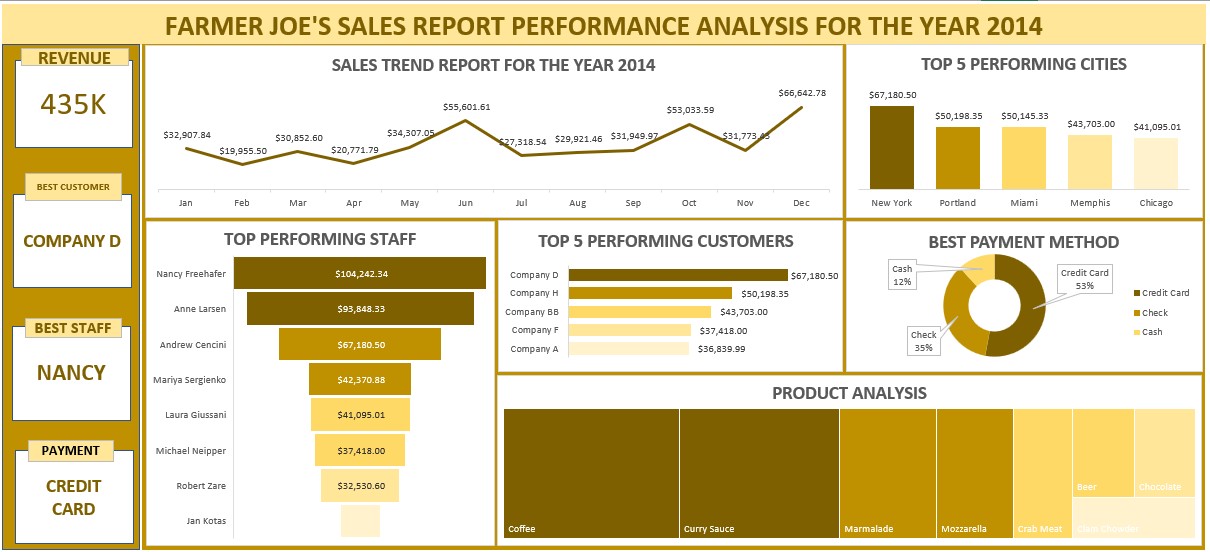 FARMER JOE'S SALES REPORT PERFORMANCE ANALYSIS FOR THE YEAR 2014
REVENUE
435K
BEST CUSTOMER
COMPANY D
BEST STAFF
NANCY
PAYMENT
CREDIT
CARD
SALES TREND REPORT FOR THE YEAR 2014
$32,907.84
$19,955.50
$30,852.60
$20,771.79
$34,307.05
$55,601.61
$27,318.54
$29,921.46
$31,949.97
$53,033.59
$31,773.43
$66,642.78
Jan
Feb
Mar
Apr
May
Jun
Jul
Aug
Sep
Oct
Nov
Dec
TOP 5 PERFORMING CITIES
$67,180.50
$50,198.35
$50,145.33
$43,703.00
$41,095.01
New York
Portland
Miami
Memphis
Chicago
TOP PERFORMING STAFF
Nancy Freehafer
$104,242.34
Anne Larsen
$93,848.33
Andrew Cencini
$67,180.50
Mariya Sergienko
$42,370.88
Laura Giussani
$41,095.01
Michael Neipper
$37,418.00
Robert Zare
$32,530.60
Jan Kotas
TOP 5 PERFORMING CUSTOMERS
Company D
$67,180.50
Company H
$50,198.35
Company BB
$43,703.00
Company F
$37,418.00
Company A
$36,839.99
BEST PAYMENT METHOD
Cash
12%
Credit Card
53%
Check
35%
Credit Card
Check
Cash
PRODUCT ANALYSIS
Coffee
Curry Sauce
Marmalade
Mozzarella
Crab Meat
Beer
Chocolate
Clam Chowder